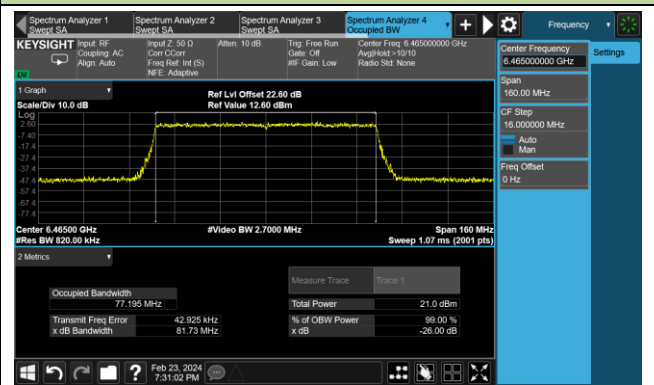 Spectrum Analyzer 1
Swept SA
Spectrum Analyzer 2
Swept SA
Spectrum Analyzer 3
Swept SA
Spectrum Analyzer 4
Occupied BW
Frequency
KEYSIGHT
Input: RF
Coupling: AC
Align: Auto
Input Z: 50 Ω
Corr CCorr
Freq Ref: Int (S)
NFE: Adaptive
Atten: 10 dB
Trig: Free Run
Gate: Off
#IF Gain: Low
Center Freq: 6.465000000 GHz
Avg|Hold:>10/10
Radio Std: None
Center Frequency
6.465000000 GHz
Settings
Span
160.00 MHz
CF Step
16.000000 MHz
Auto
Man
Freq Offset
0 Hz
1 Graph
Scale/Div 10.0 dB
Ref Lvl Offset 22.60 dB
Ref Value 12.60 dBm
Log
2.60
-7.40
-17.4
-27.4
-37.4
-47.4
-57.4
-67.4
-77.4
Center 6.46500 GHz
#Res BW 820.00 kHz
#Video BW 2.7000 MHz
Span 160 MHz
Sweep 1.07 ms (2001 pts)
2 Metrics
Measure Trace
Trace 1
Occupied Bandwidth
77.195 MHz
Total Power
21.0 dBm
Transmit Freq Error
42.925 kHz
% of OBW Power
99.00 %
x dB Bandwidth
81.73 MHz
x dB
-26.00 dB
Feb 23, 2024
7:31:02 PM